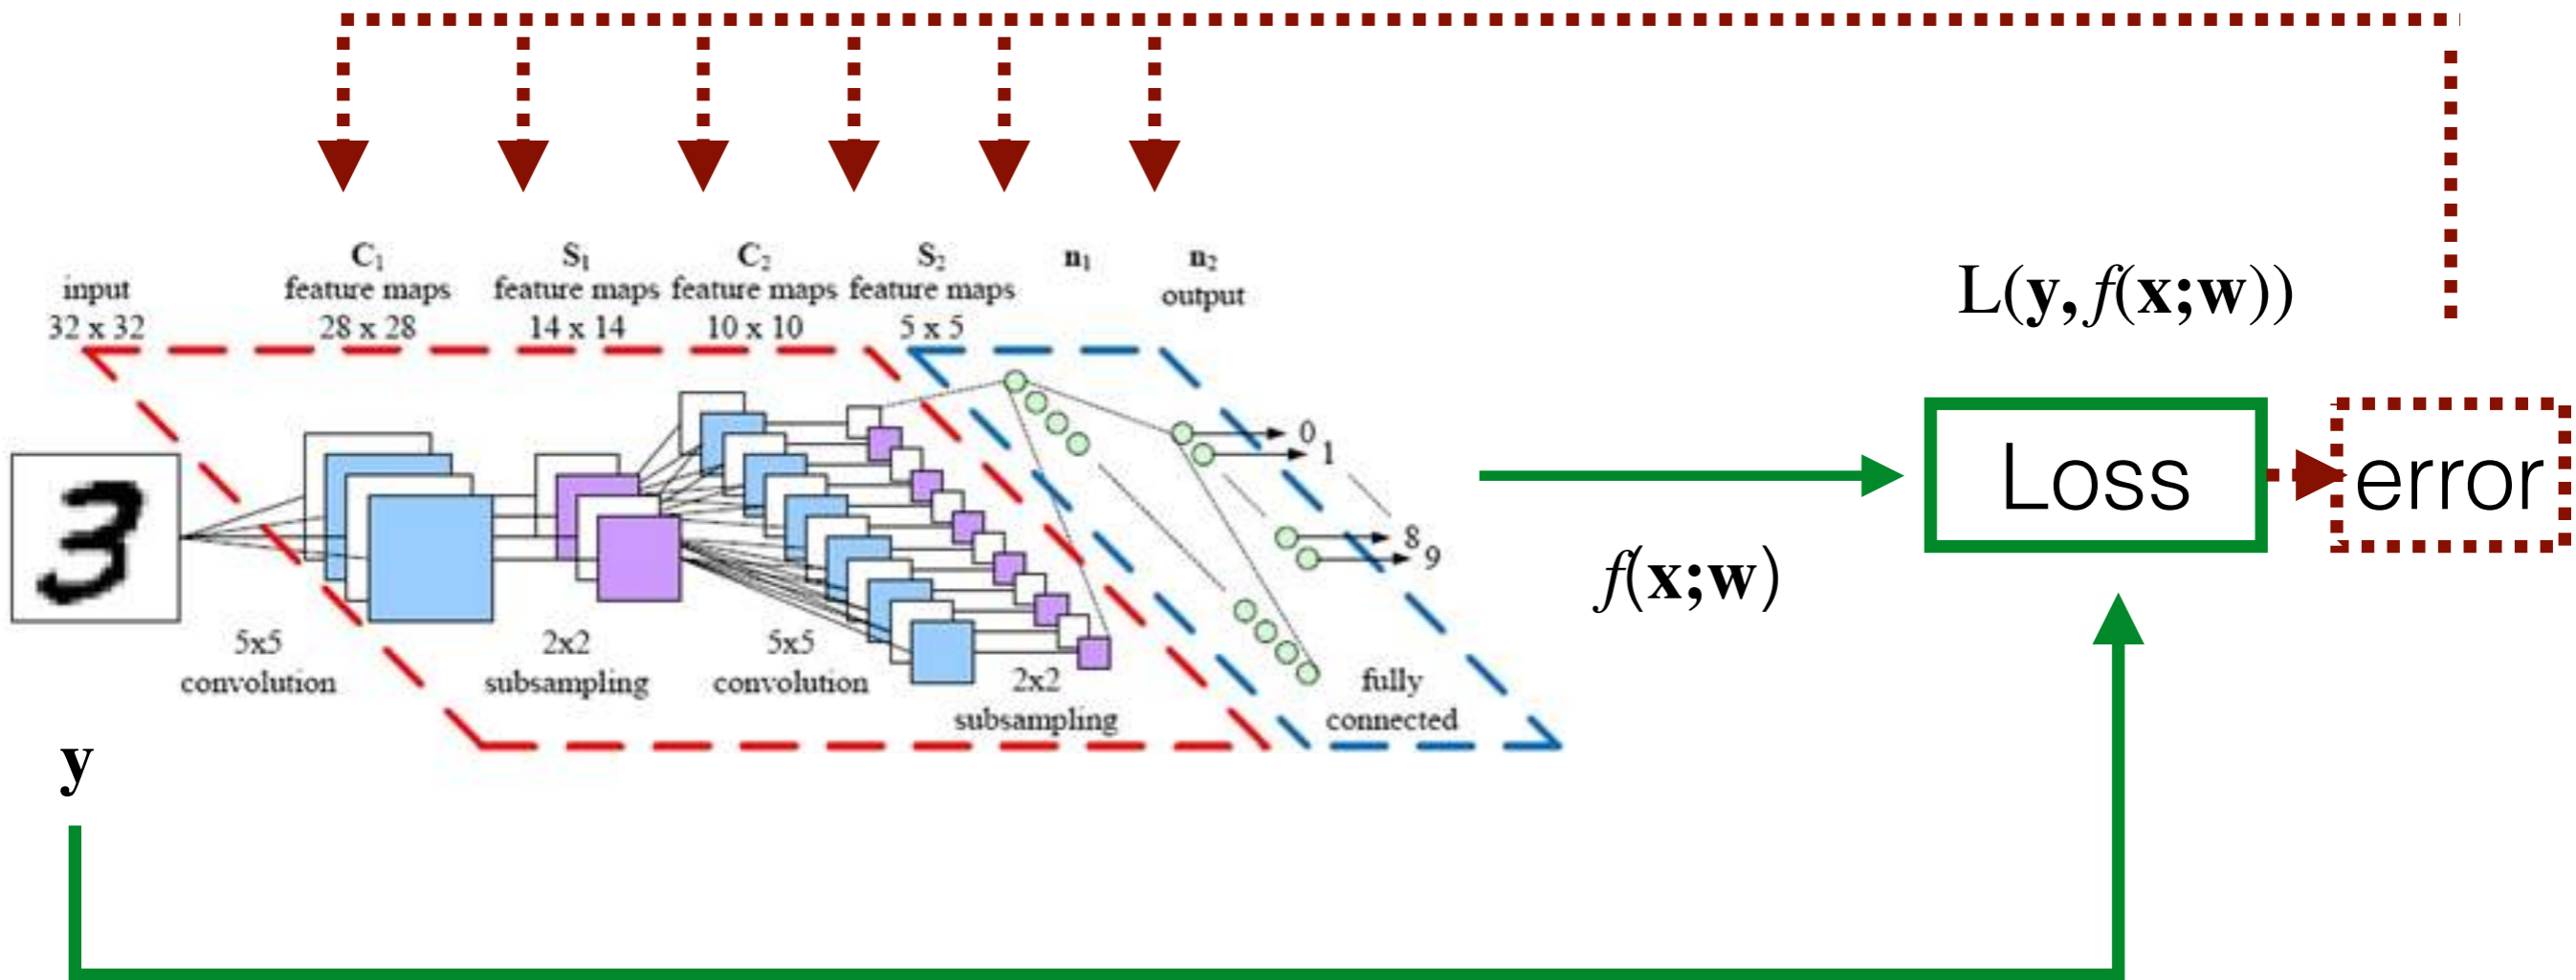 C₁
S₁
C₂
S₂
n₁
n₂
input
feature maps
feature maps
feature maps
feature maps
output
32 x 32
28 x 28
14 x 14
10 x 10
5 x 5
L(y, f(x;w))
0
1
8
9
3
Loss
error
f(x;w)
5x5
convolution
2x2
subsampling
5x5
convolution
2x2
subsampling
fully
connected
y